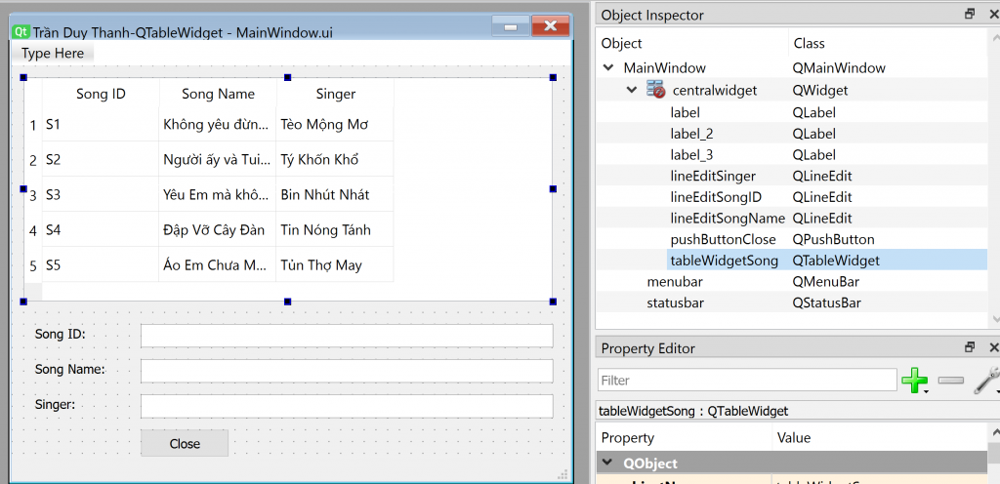 Qt Trần Duy Thanh-QTableWidget - MainWindow.ui
Type Here
Song ID Song Name Singer
1 S1 Không yêu đừn... Tèo Mộng Mơ
2 S2 Người ấy và Tui... Tý Khốn Khổ
3 S3 Yêu Em mà khô... Bin Nhút Nhát
4 S4 Đập Vỡ Cây Đàn Tin Nóng Tánh
5 S5 Áo Em Chưa M... Tủn Thợ May
Song ID:
Song Name:
Singer:
Close
Object Inspector
Object Class
MainWindow QMainWindow
centralwidget QWidget
label QLabel
label_2 QLabel
label_3 QLabel
lineEditSinger QLineEdit
lineEditSongID QLineEdit
lineEditSongName QLineEdit
pushButtonClose QPushButton
tableWidgetSong QTableWidget
menubar QMenuBar
statusbar QStatusBar
Property Editor
Filter
tableWidgetSong : QTableWidget
Property Value
QObject